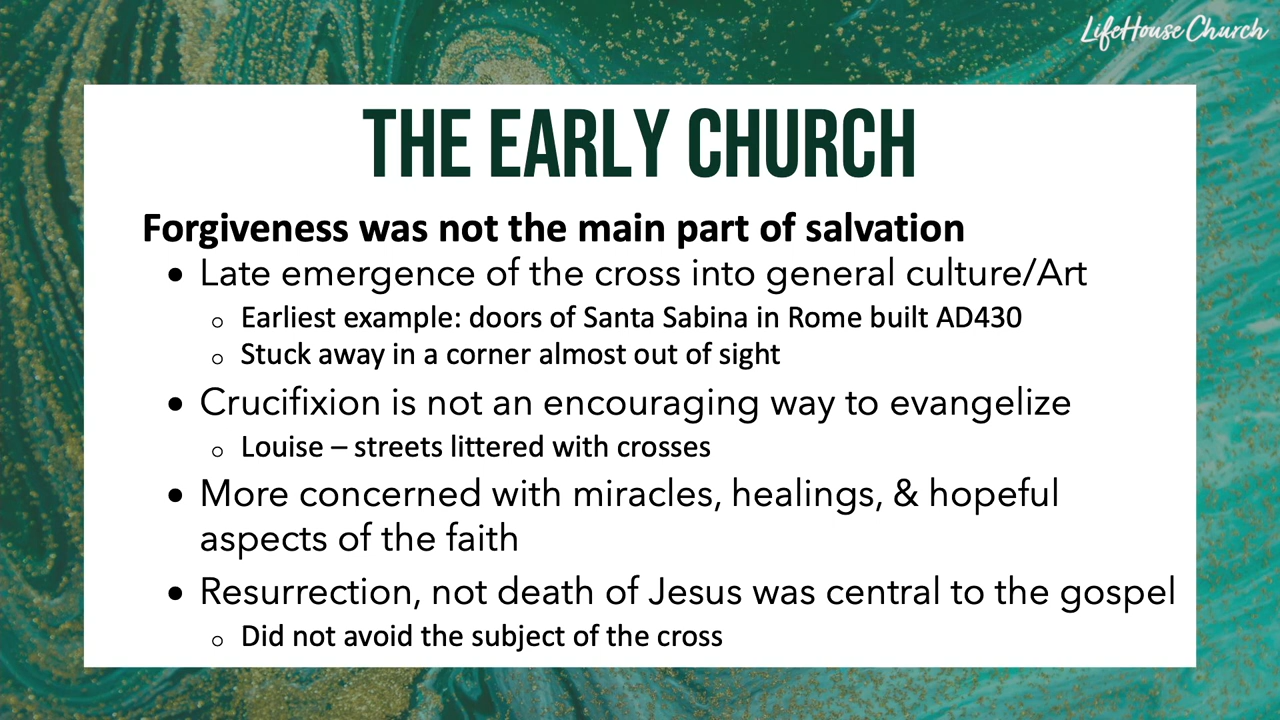 LifeHouse Church
THE EARLY CHURCH
Forgiveness was not the main part of salvation
• Late emergence of the cross into general culture/Art
o Earliest example: doors of Santa Sabina in Rome built AD430
o Stuck away in a corner almost out of sight
• Crucifixion is not an encouraging way to evangelize
o Louise – streets littered with crosses
• More concerned with miracles, healings, & hopeful
aspects of the faith
• Resurrection, not death of Jesus was central to the gospel
o Did not avoid the subject of the cross